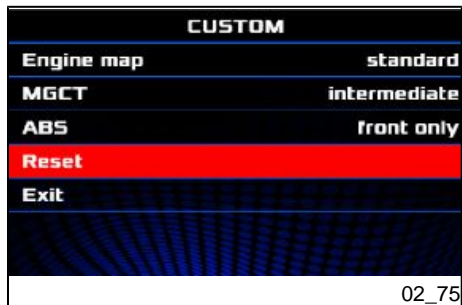 CUSTOM
Engine map standard
MGCT intermediate
ABS front only
Reset
Exit
02_75